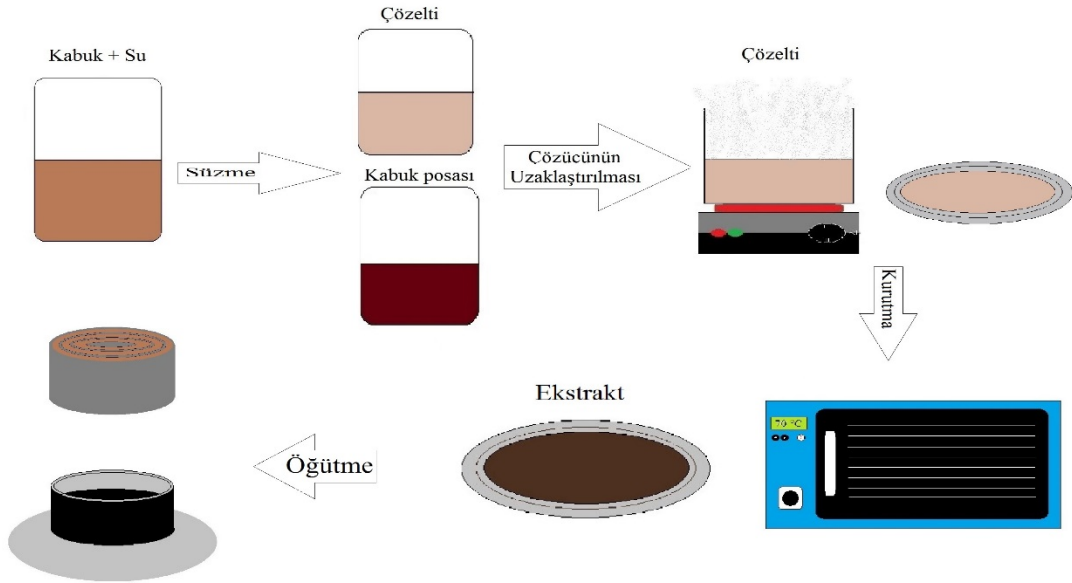 Kabuk + Su
Süzme
Çözelti
Kabuk posası
Çözücünün
Uzaklaştırılması
Çözelti
Kurutma
70 °C
Ekstrakt
Öğütme